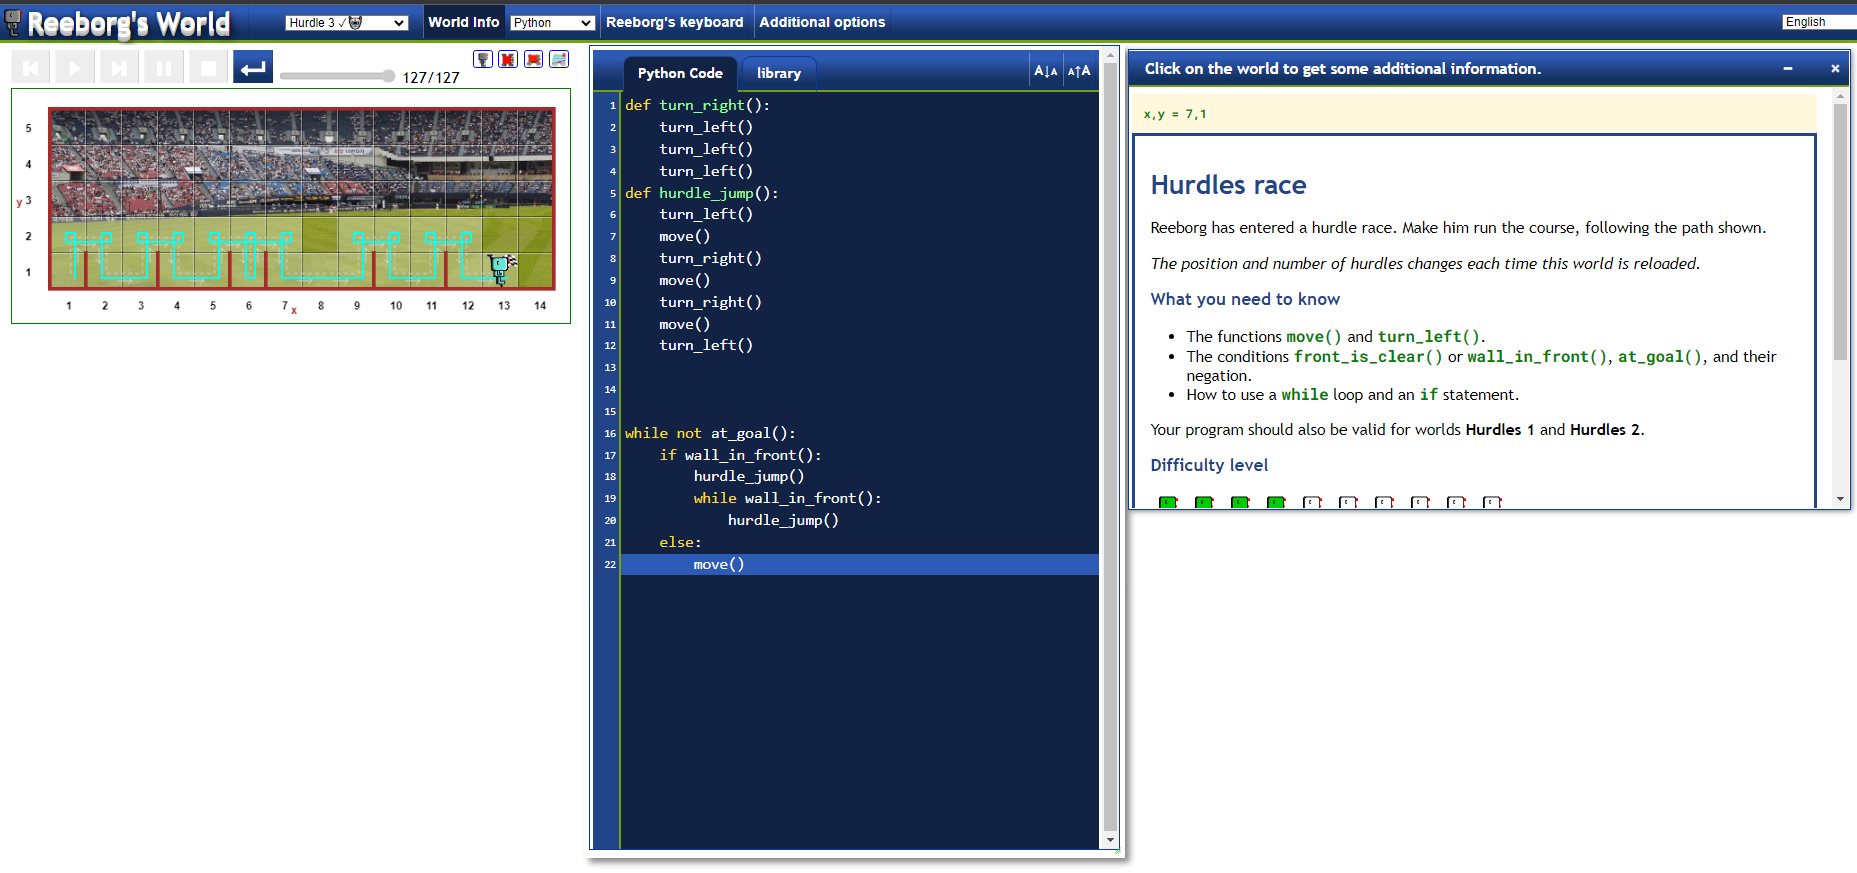 Reeborg's World
Hurdle 3 ✓
World Info
Python
Reeborg's keyboard
Additional options
English
127/127
5
4
y 3
2
1
1 2 3 4 5 6 7 x 8 9 10 11 12 13 14
Python Code
library
A↓A
A↑A
1 def turn_right():
2     turn_left()
3     turn_left()
4     turn_left()
5 def hurdle_jump():
6     turn_left()
7     move()
8     turn_right()
9     move()
10     turn_right()
11     move()
12     turn_left()
13
14
15
16 while not at_goal():
17     if wall_in_front():
18         hurdle_jump()
19         while wall_in_front():
20             hurdle_jump()
21     else:
22         move()
Click on the world to get some additional information.
x,y = 7,1
Hurdles race
Reeborg has entered a hurdle race. Make him run the course, following the path shown.
The position and number of hurdles changes each time this world is reloaded.
What you need to know
• The functions move() and turn_left().
• The conditions front_is_clear() or wall_in_front(), at_goal(), and their
negation.
• How to use a while loop and an if statement.
Your program should also be valid for worlds Hurdles 1 and Hurdles 2.
Difficulty level